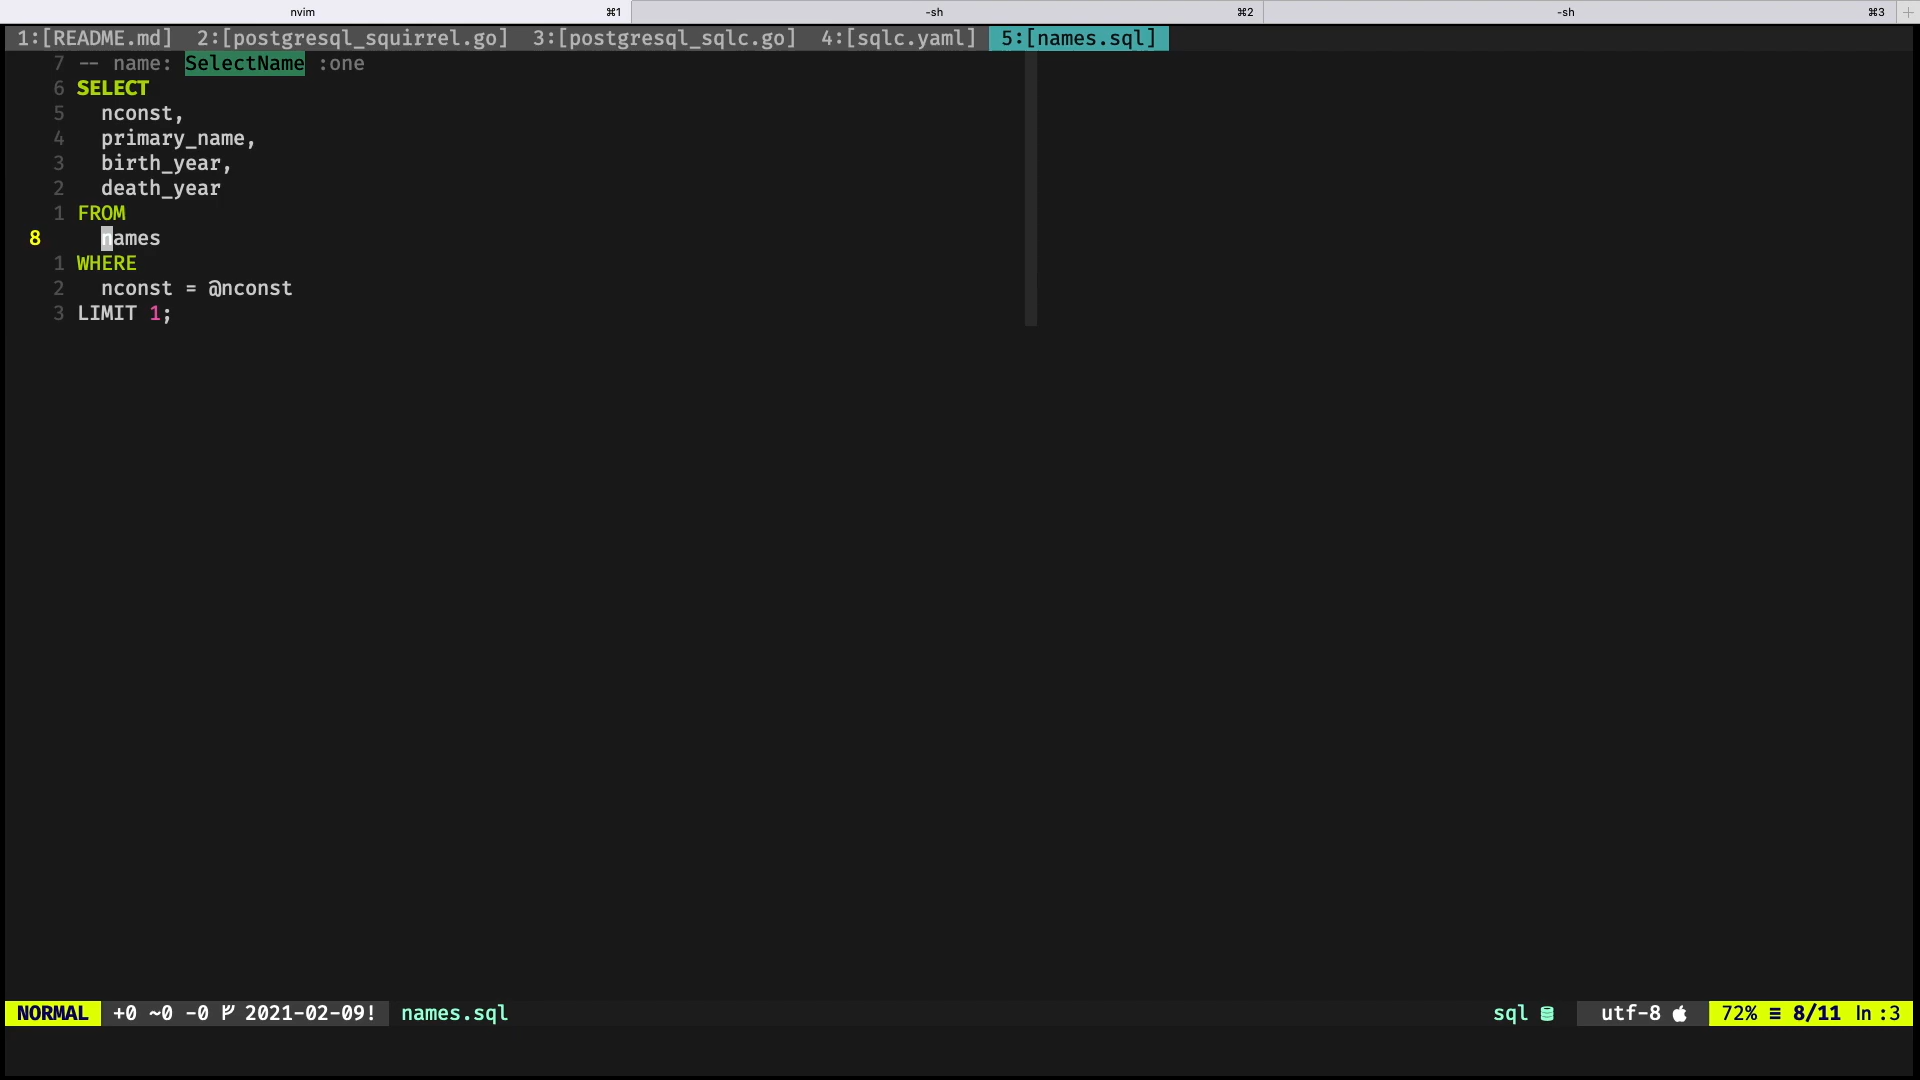 nvim ⌘1 -sh ⌘2 -sh ⌘3 +
1:[README.md] 2:[postgresql_squirrel.go] 3:[postgresql_sqlc.go] 4:[sqlc.yaml] 5:[names.sql]
7 -- name: SelectName :one
6 SELECT
5 nconst,
4 primary_name,
3 birth_year,
2 death_year
1 FROM
8 names
1 WHERE
2 nconst = @nconst
3 LIMIT 1;
NORMAL +0 ~0 -0 2021-02-09! names.sql sql utf-8 72% ≡ 8/11 ln :3